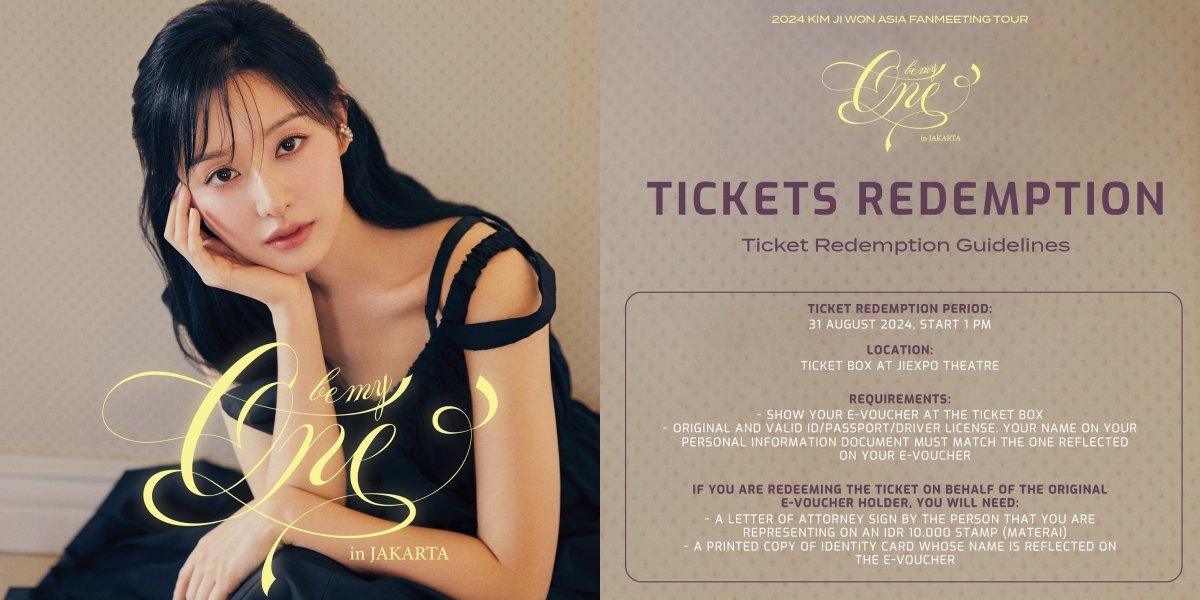 be my
One
in JAKARTA
2024 KIM JI WON ASIA FANMEETING TOUR
be my
One
in JAKARTA
TICKETS REDEMPTION
Ticket Redemption Guidelines
TICKET REDEMPTION PERIOD:
31 AUGUST 2024, START 1 PM
LOCATION:
TICKET BOX AT JIEXPO THEATRE
REQUIREMENTS:
- SHOW YOUR E-VOUCHER AT THE TICKET BOX
- ORIGINAL AND VALID ID/PASSPORT/DRIVER LICENSE. YOUR NAME ON YOUR
PERSONAL INFORMATION DOCUMENT MUST MATCH THE ONE REFLECTED
ON YOUR E-VOUCHER
IF YOU ARE REDEEMING THE TICKET ON BEHALF OF THE ORIGINAL
E-VOUCHER HOLDER, YOU WILL NEED:
- A LETTER OF ATTORNEY SIGN BY THE PERSON THAT YOU ARE
REPRESENTING ON AN IDR 10.000 STAMP (MATERAI)
- A PRINTED COPY OF IDENTITY CARD WHOSE NAME IS REFLECTED ON
THE E-VOUCHER